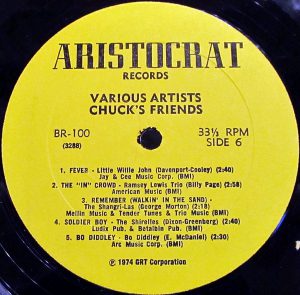 ARISTOCRAT
RECORDS
VARIOUS ARTISTS
CHUCK'S FRIENDS
BR-100 33⅓ RPM
(3288) SIDE 6
1. FEVER - Little Willie John (Davenport-Cooley) (2:40)
Jay & Cee Music Corp. (BMI)
2. THE "IN" CROWD - Ramsey Lewis Trio (Billy Page) (2:58)
American Music (BMI)
3. REMEMBER (WALKIN' IN THE SAND) -
The Shangri-Las (George Morton) (2:18)
Mellin Music & Tender Tunes & Trio Music (BMI)
4. SOLDIER BOY - The Shirelles (Dixon-Greenberg) (2:40)
Ludix Pub. & Betalbin Pub. (BMI)
5. BO DIDDLEY - Bo Diddley (E. McDaniel) (2:30)
Arc Music Corp. (BMI)
℗ 1974 GRT Corporation